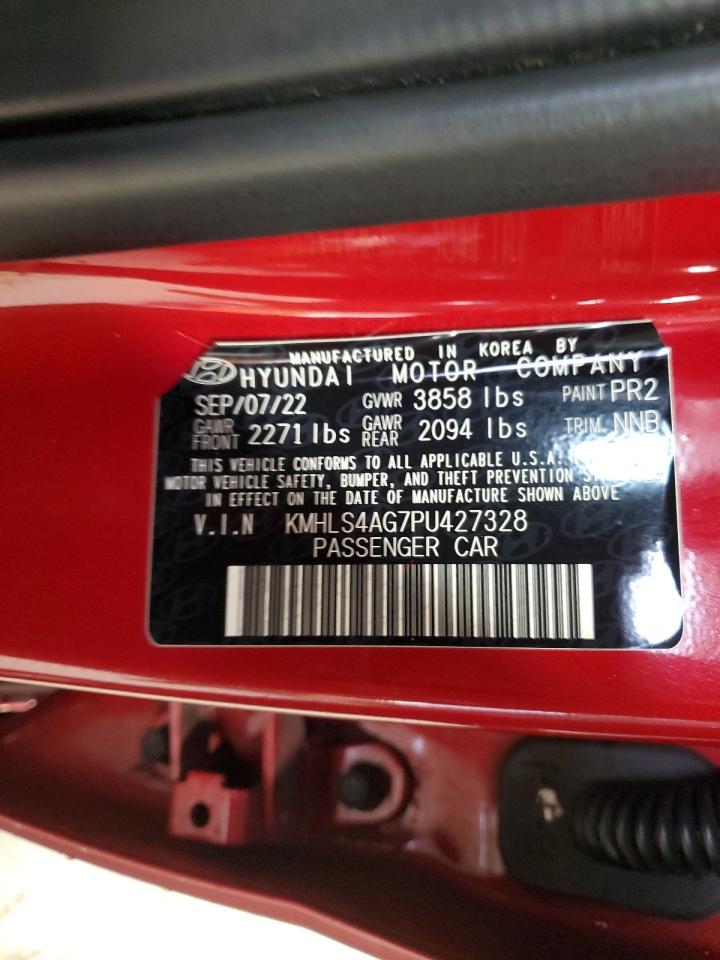 MANUFACTURED IN KOREA BY
HYUNDAI MOTOR COMPANY
SEP/07/22 GVWR 3858 lbs PAINT PR2
GAWR FRONT 2271 lbs GAWR REAR 2094 lbs TRIM NNB
THIS VEHICLE CONFORMS TO ALL APPLICABLE U.S.A.
MOTOR VEHICLE SAFETY, BUMPER, AND THEFT PREVENTION
IN EFFECT ON THE DATE OF MANUFACTURE SHOWN ABOVE
V.I.N KMHLS4AG7PU427328
PASSENGER CAR